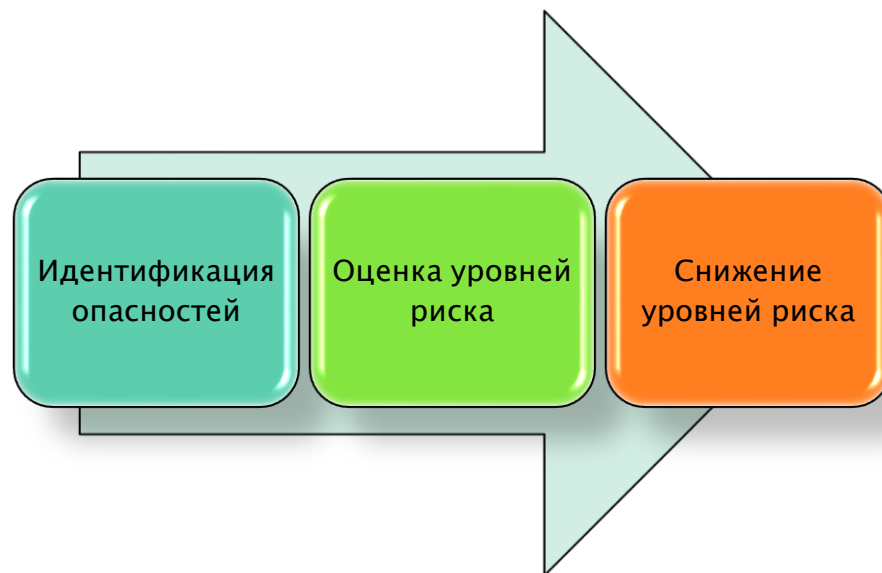 Идентификация
опасностей
Оценка уровней
риска
Снижение
уровней риска